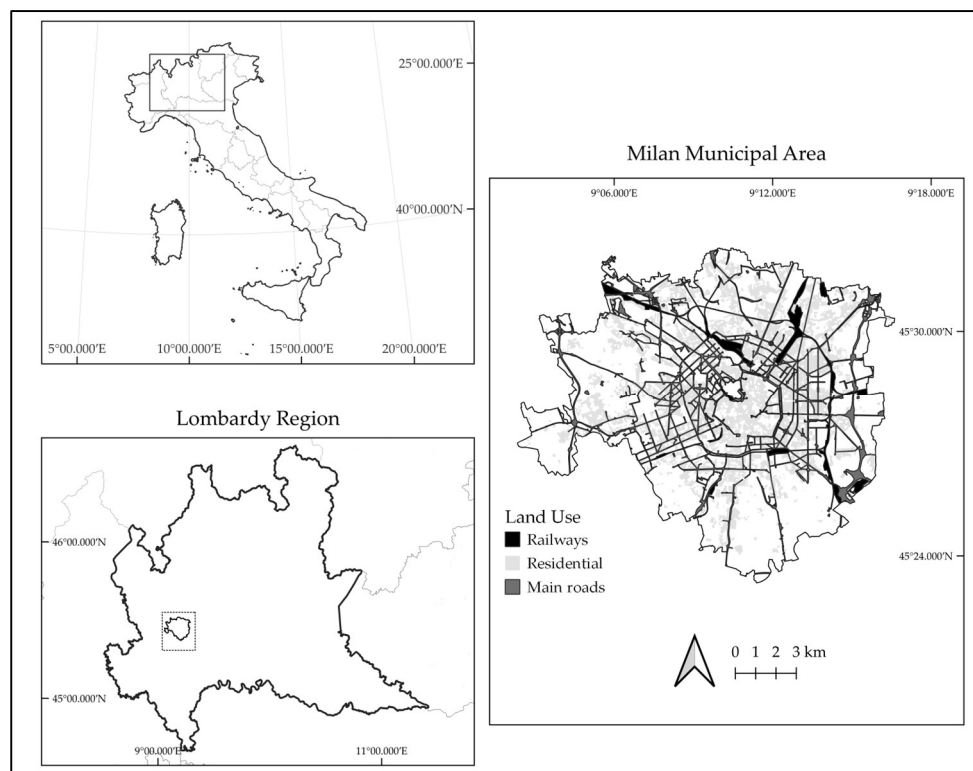 25°00.000′E
40°00.000′N
5°00.000′E 10°00.000′E 15°00.000′E 20°00.000′E
Lombardy Region
46°00.000′N
45°00.000′N
9°00.000′E 11°00.000′E
Milan Municipal Area
9°06.000′E 9°12.000′E 9°18.000′E
45°30.000′N
45°24.000′N
Land Use
Railways
Residential
Main roads
0 1 2 3 km